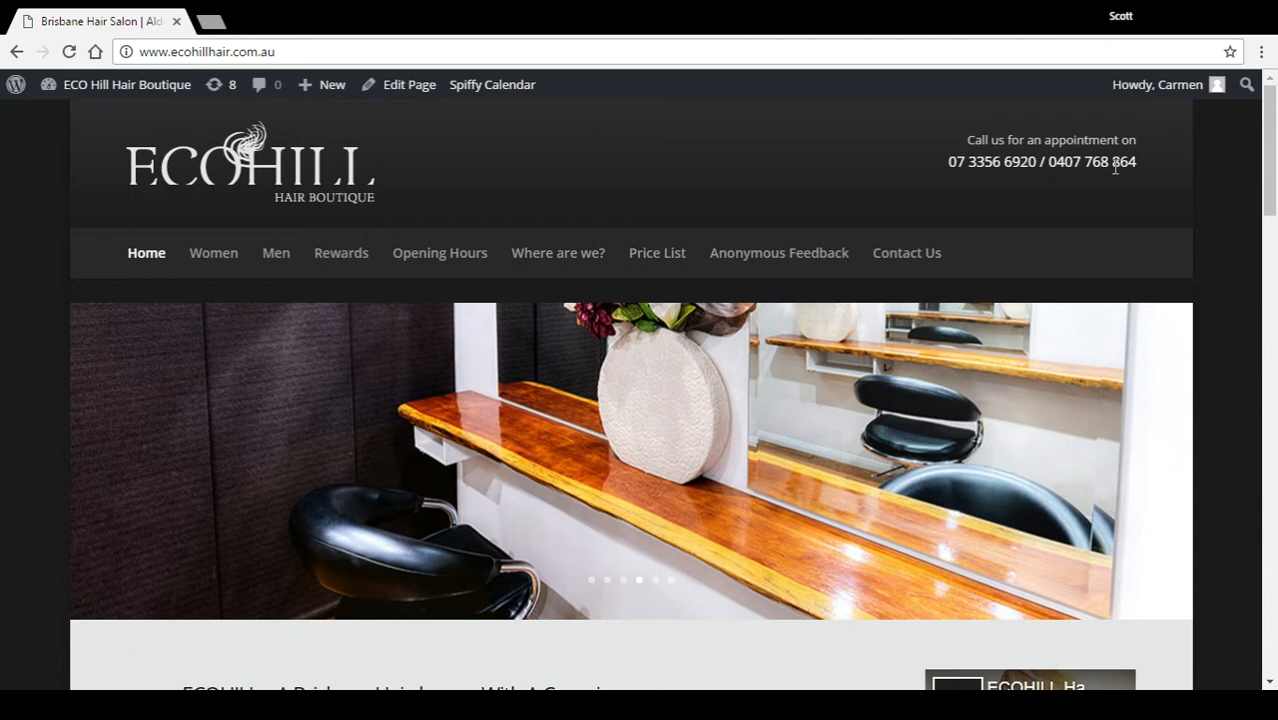 Scott
Brisbane Hair Salon | Ald
www.ecohillhair.com.au
ECO Hill Hair Boutique 8 0 New Edit Page Spiffy Calendar Howdy, Carmen
ECOHILL
HAIR BOUTIQUE
Call us for an appointment on
07 3356 6920 / 0407 768 864
Home Women Men Rewards Opening Hours Where are we? Price List Anonymous Feedback Contact Us
ECOHILL Ha